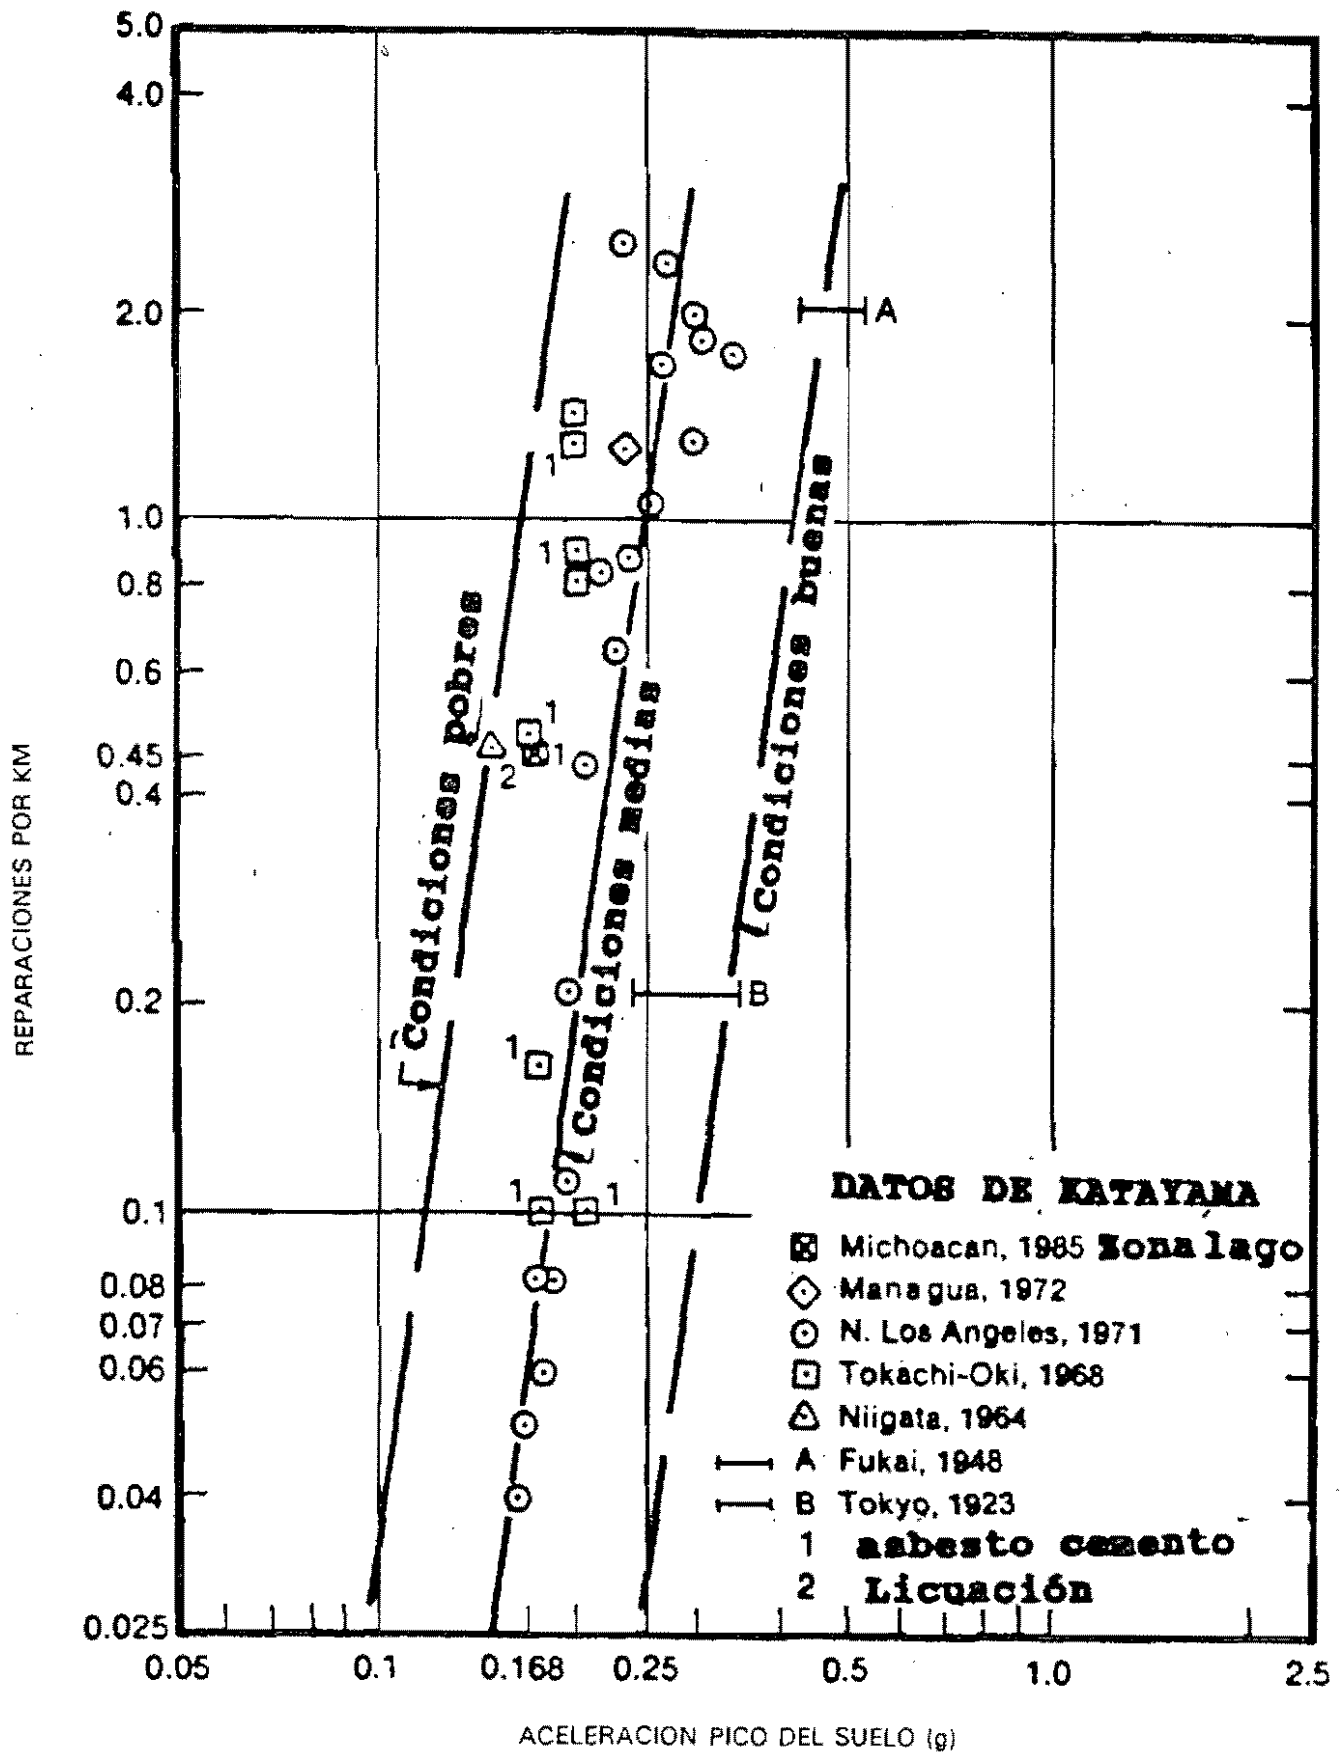 5.0
4.0
2.0
1.0
0.8
0.6
0.45
0.4
0.2
0.1
0.08
0.07
0.06
0.04
0.025
REPARACIONES POR KM
0.05 0.1 0.168 0.25 0.5 1.0 2.5
ACELERACION PICO DEL SUELO (g)
Condiciones pobres
Condiciones medias
Condiciones buenas
A
B
1
1
1
1
2
1
1
1
DATOS DE KATAYAMA
Michoacan, 1985 Zona lago
Managua, 1972
N. Los Angeles, 1971
Tokachi-Oki, 1968
Niigata, 1964
A Fukai, 1948
B Tokyo, 1923
1 asbesto cemento
2 Licuación